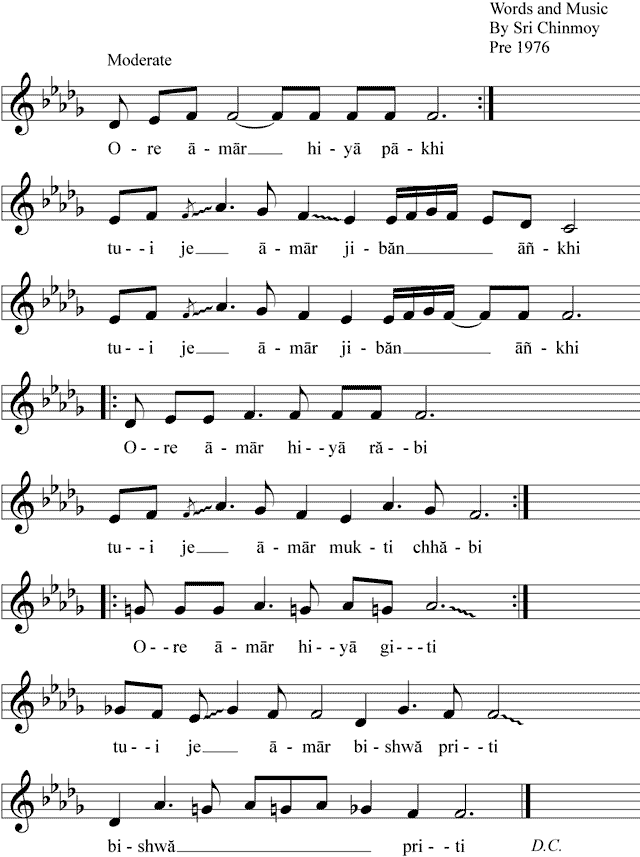 Words and Music
By Sri Chinmoy
Pre 1976
Moderate
O - re ā - mār hi - yā pā - khi
tu - - i je ā - mār ji - băn āñ - khi
tu - - i je ā - mār ji - băn āñ - khi
O - - re ā - mār hi - - yā ră - - bi
tu - - i je ā - mār muk - ti chhă - bi
O - - re ā - mār hi - - yā gi - - - ti
tu - - i je ā - mār bi - shwă pri - - ti
bi - shwă pri - - ti D.C.